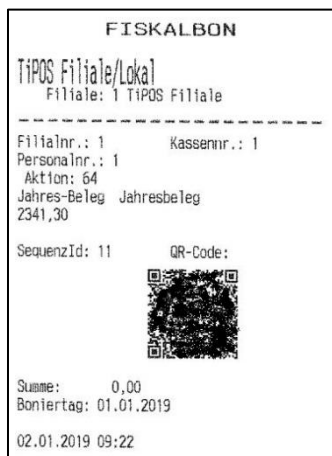 FISKALBON
TiPOS Filiale/Lokal
Filiale: 1 TiPOS Filiale
Filialnr.: 1 Kassennr.: 1
Personalnr.: 1
Aktion: 64
Jahres-Beleg Jahresbeleg
2341,30
SequenzId: 11 QR-Code:
Summe: 0,00
Boniertag: 01.01.2019
02.01.2019 09:22